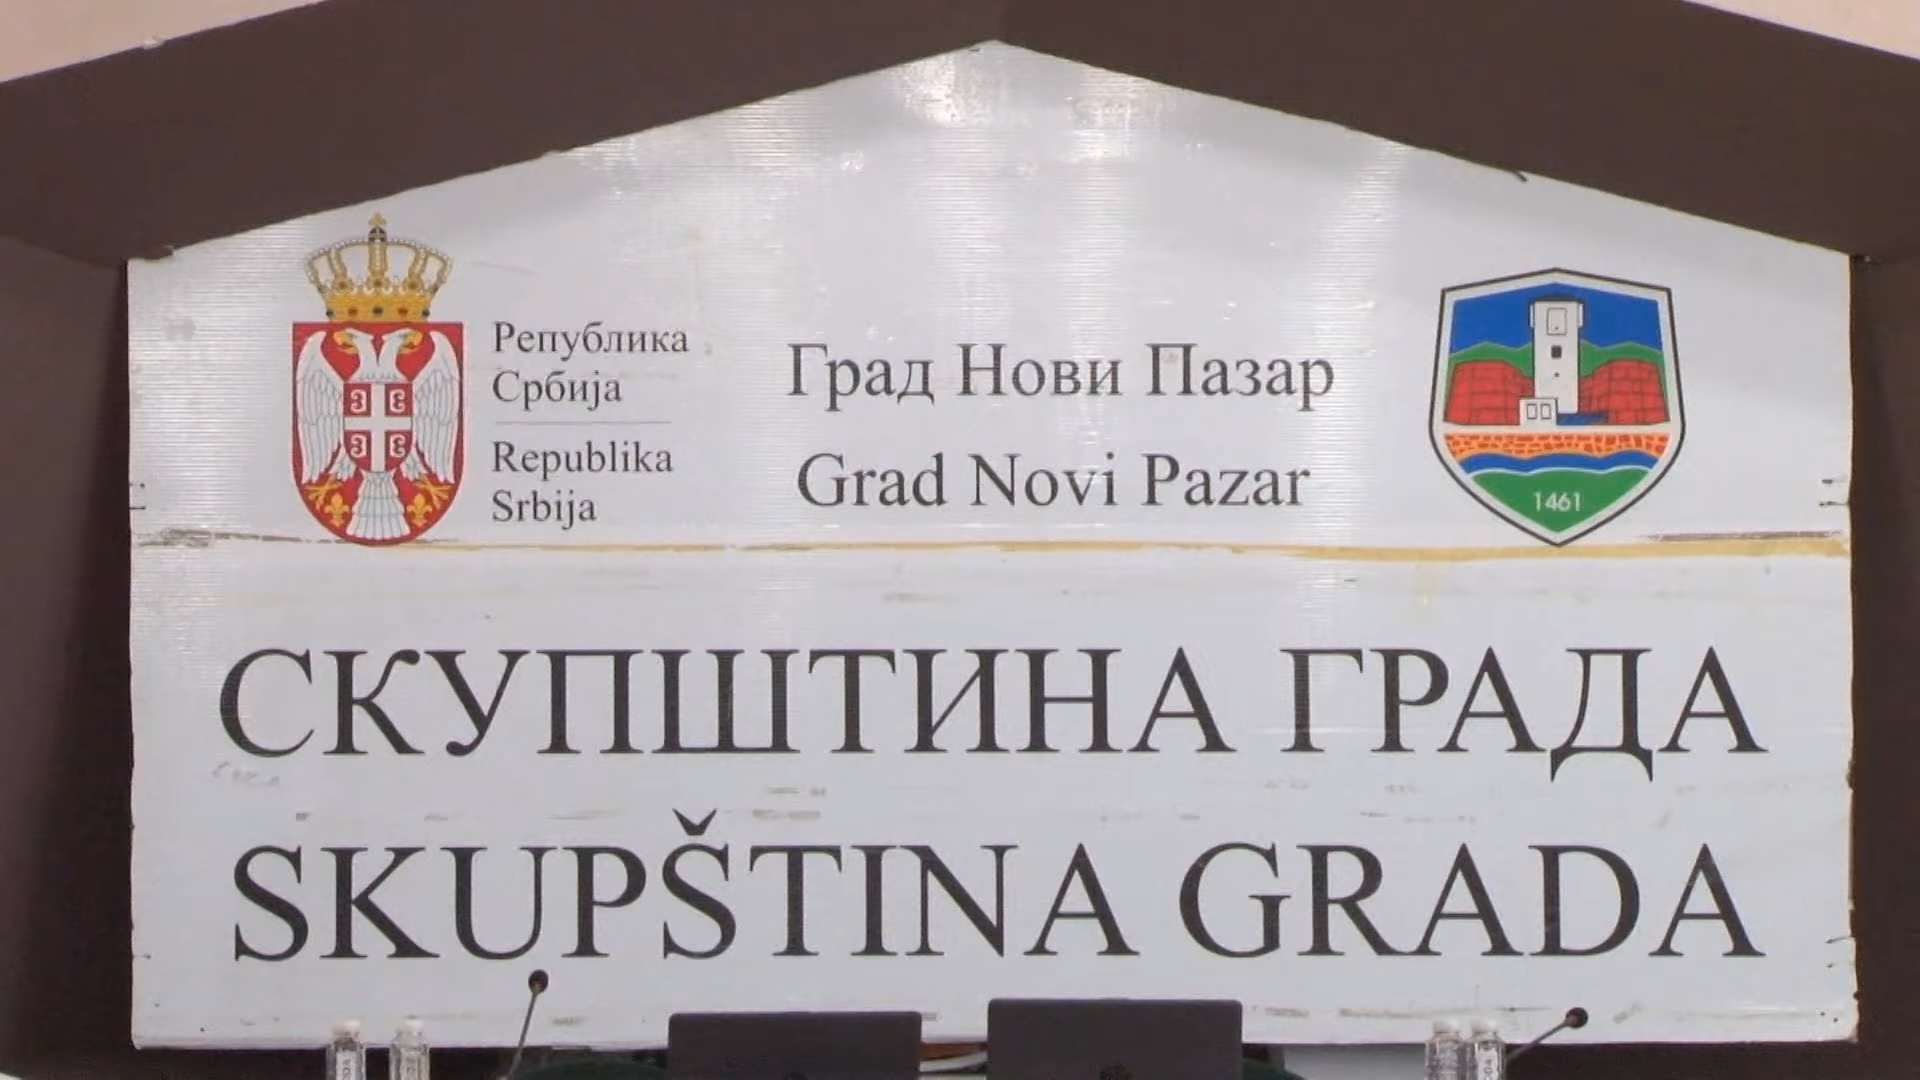 Република
Србија
Republika
Srbija
Град Нови Пазар
Grad Novi Pazar
1461
СКУПШТИНА ГРАДА
SKUPŠTINA GRADA